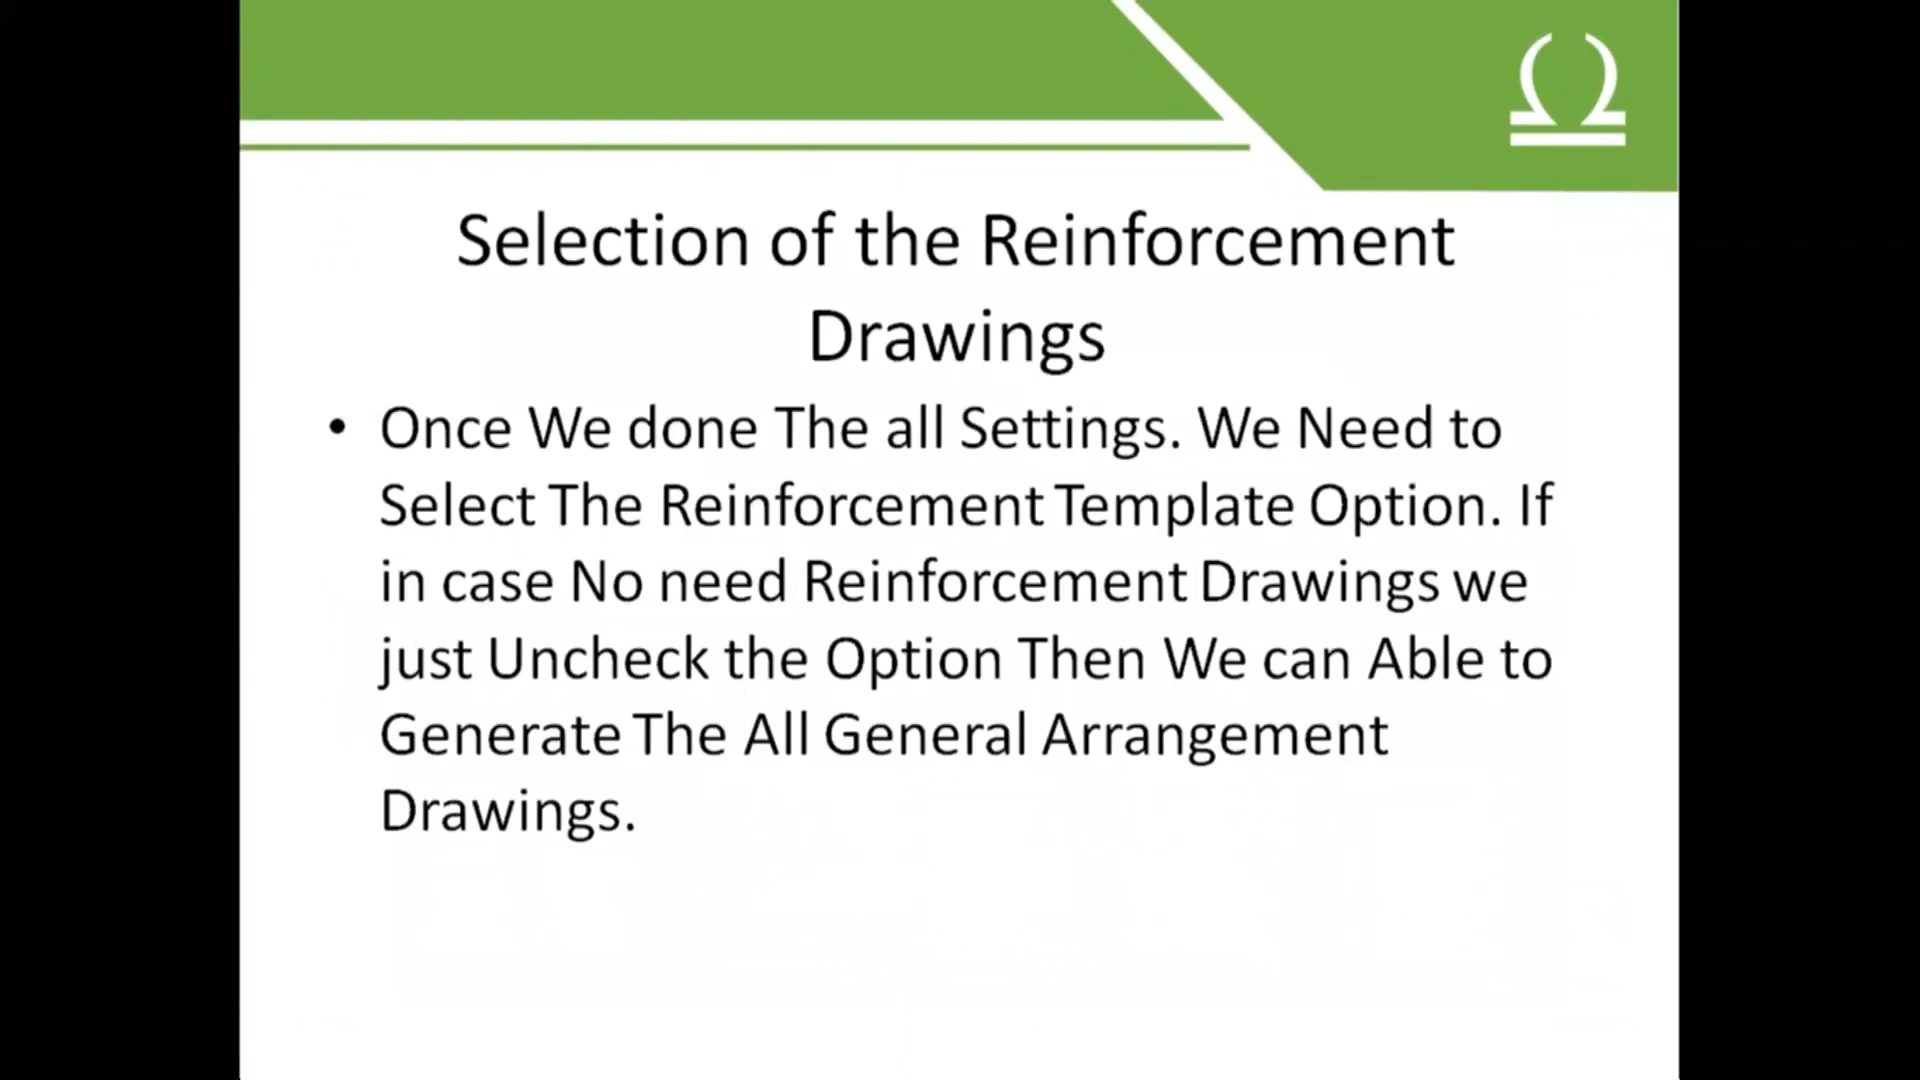 Selection of the Reinforcement
Drawings
• Once We done The all Settings. We Need to
Select The Reinforcement Template Option. If
in case No need Reinforcement Drawings we
just Uncheck the Option Then We can Able to
Generate The All General Arrangement
Drawings.